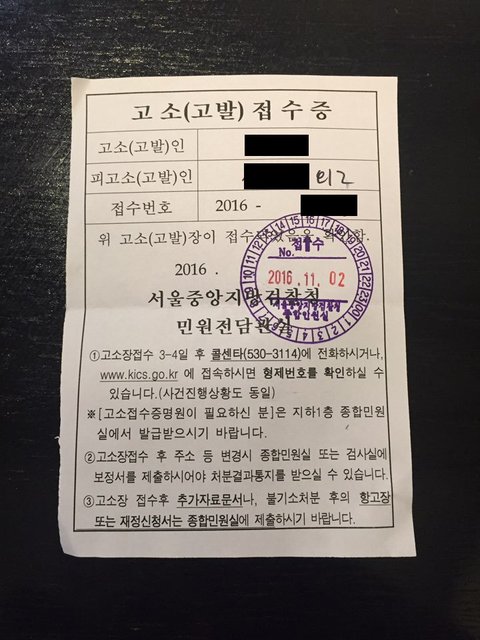 고 소(고발) 접 수 증
고소(고발)인
피고소(고발)인 외2
접수번호 2016 -
위 고소(고발)장이 접수 있음을 확 함.
접 수
No.
2016. 11. 02
2016 .
서울중앙지방검찰청
종합민원실
민원전담관실
①고소장접수 3-4일 후 콜센타(530-3114)에 전화하시거나,
www.kics.go.kr 에 접속하시면 형제번호를 확인하실 수
있습니다.(사건진행상황도 동일)
※[고소접수증명원이 필요하신 분]은 지하1층 종합민원
실에서 발급받으시기 바랍니다.
②고소장접수 후 주소 등 변경시 종합민원실 또는 검사실에
보정서를 제출하시어야 처분결과통지를 받으실 수 있습니다.
③고소장 접수후 추가자료문서나, 불기소처분 후의 항고장
또는 재정신청서는 종합민원실에 제출하시기 바랍니다.